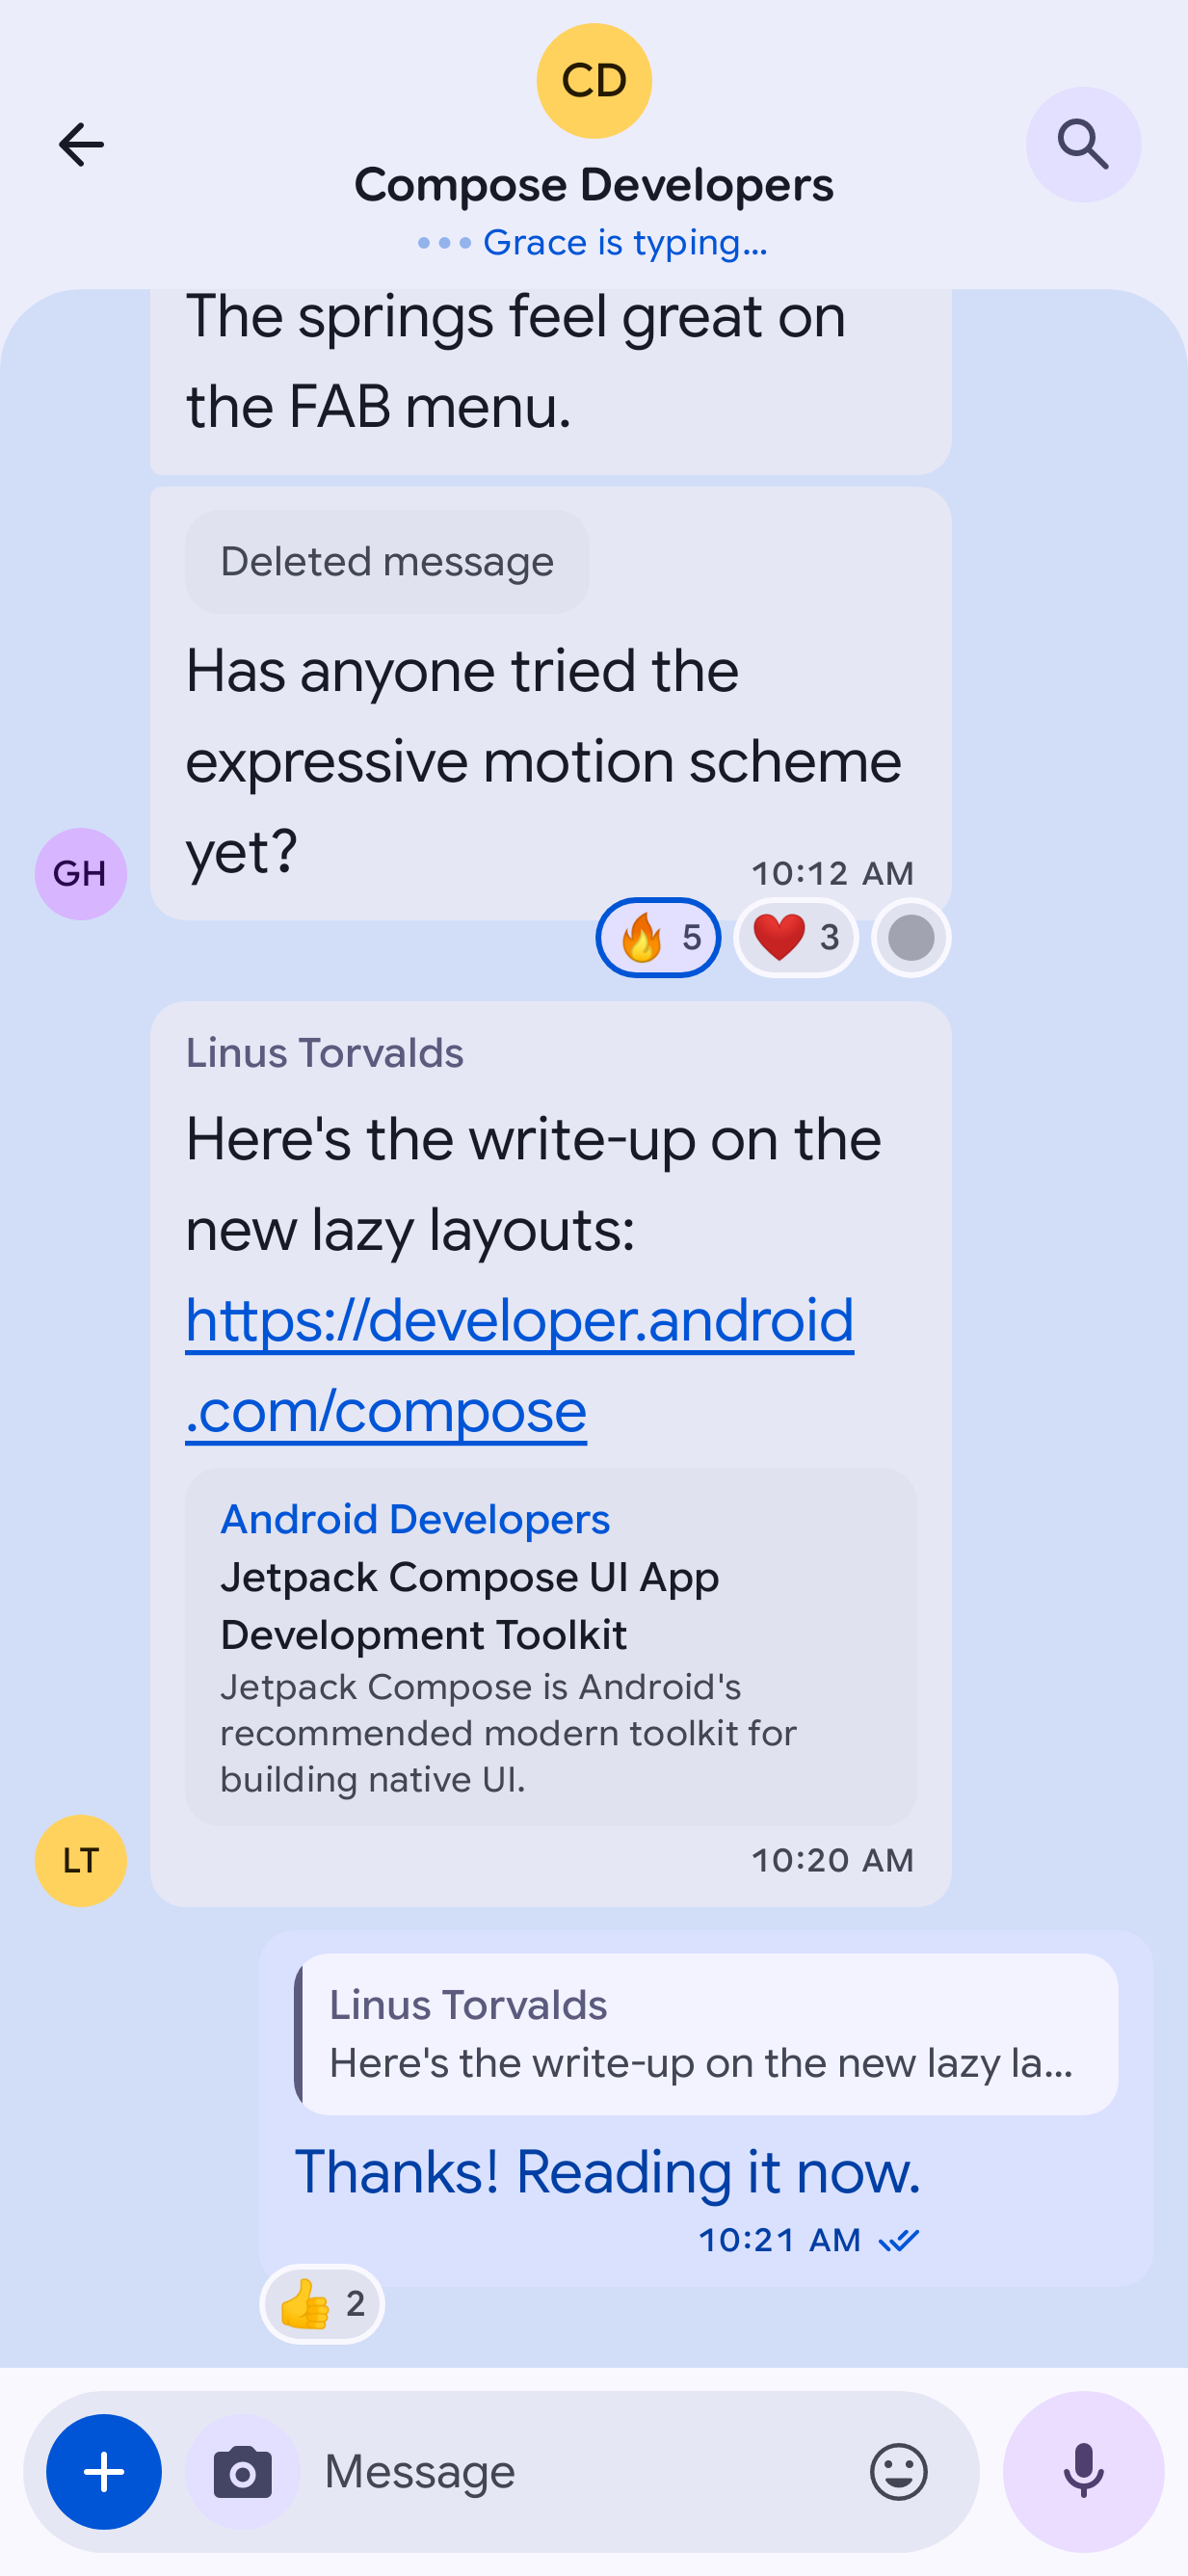 CD
Compose Developers
Grace is typing...
The springs feel great on
the FAB menu.
Deleted message
Has anyone tried the
expressive motion scheme
yet?
GH
10:12 AM
5
3
Linus Torvalds
Here's the write-up on the
new lazy layouts:
https://developer.android
.com/compose
Android Developers
Jetpack Compose UI App
Development Toolkit
Jetpack Compose is Android's
recommended modern toolkit for
building native UI.
LT
10:20 AM
Linus Torvalds
Here's the write-up on the new lazy la...
Thanks! Reading it now.
10:21 AM
2
Message